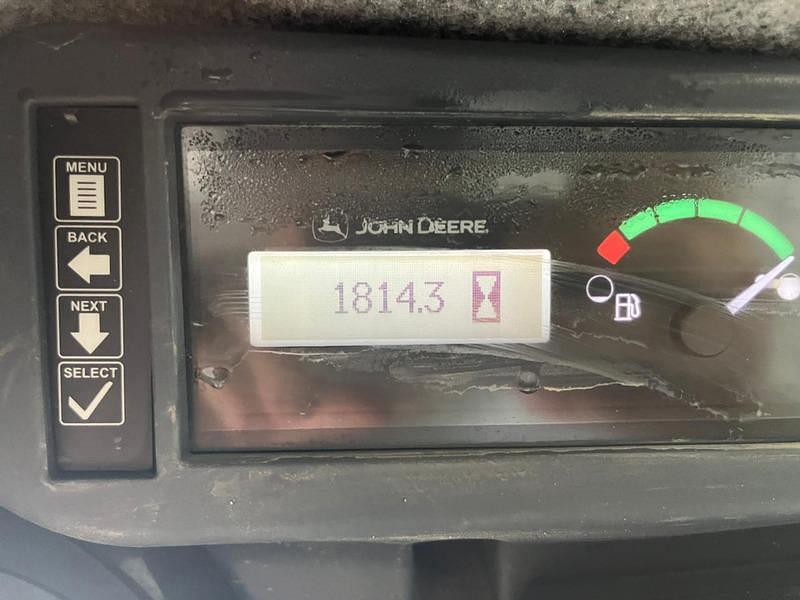 MENU
BACK
NEXT
SELECT
JOHN DEERE
1814.3